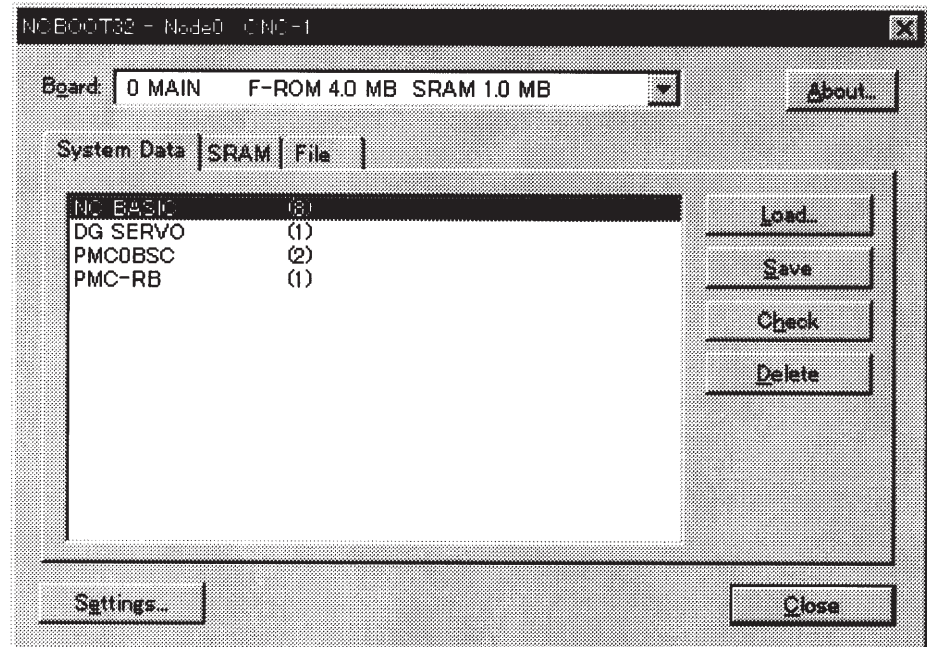 NCBOOT32 - Node0 CNC-1
Board: 0 MAIN F-ROM 4.0 MB SRAM 1.0 MB About...
System Data SRAM File
NC BASIC (8)
DG SERVO (1)
PMC0BSC (2)
PMC-RB (1)
Load...
Save
Check
Delete
Settings... Close